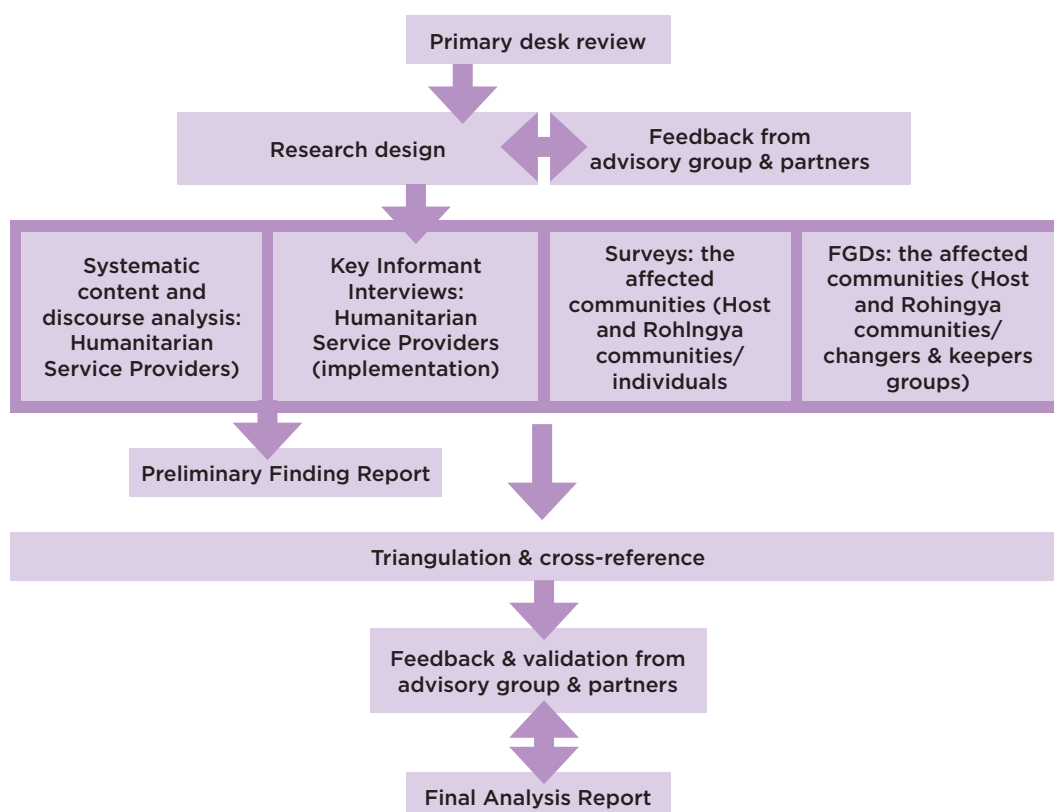 Primary desk review
Research design
Feedback from
advisory group & partners
Systematic
content and
discourse analysis:
Humanitarian
Service Providers)
Key Informant
Interviews:
Humanitarian
Service Providers
(implementation)
Surveys: the
affected
communities (Host
and RohIngya
communities/
individuals
FGDs: the affected
communities (Host
and Rohingya
communities/
changers & keepers
groups)
Preliminary Finding Report
Triangulation & cross-reference
Feedback & validation from
advisory group & partners
Final Analysis Report